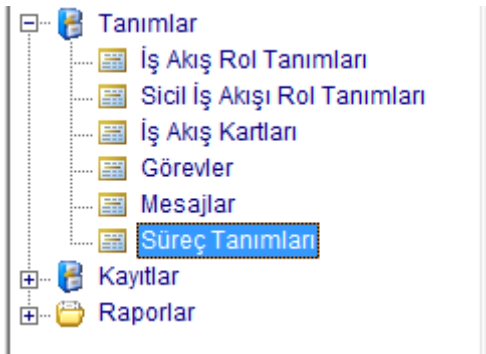 Tanımlar
İş Akış Rol Tanımları
Sicil İş Akışı Rol Tanımları
İş Akış Kartları
Görevler
Mesajlar
Süreç Tanımları
Kayıtlar
Raporlar